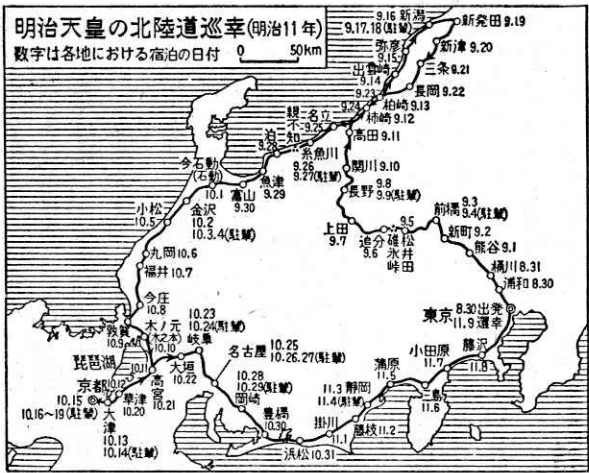 明治天皇の北陸道巡幸(明治11年)
数字は各地における宿泊の日付
0 50km
9.16 新潟
9.17.18(駐輦)
新発田 9.19
新津 9.20
弥彦
9.15
三条 9.21
出雲崎
9.14
長岡 9.22
9.23
柏崎 9.13
9.24
柿崎 9.12
名立
9.25
親不知
高田 9.11
泊
9.28
糸魚川
9.26
9.27(駐輦)
関川 9.10
今石動
(石動)
10.1
魚津
9.29
富山
9.30
長野 9.8
9.9(駐輦)
金沢
10.2
10.3.4(駐輦)
小松
10.5
上田
9.7
追分
9.6
碓氷峠
松井田
9.5
前橋 9.3
9.4(駐輦)
新町 9.2
熊谷 9.1
桶川 8.31
浦和 8.30
丸岡 10.6
福井 10.7
今庄
10.8
東京 8.30 出発
11.9 還幸
敦賀
10.9
木ノ元
(木之本)
10.10
10.23
10.24(駐輦)
岐阜
名古屋 10.25
10.26.27(駐輦)
琵琶湖
大垣
10.22
10.11
高宮
10.21
10.12
草津
10.20
京都
10.15
10.16~19(駐輦)
大津
10.13
10.14(駐輦)
10.28
10.29(駐輦)
岡崎
豊橋
10.30
浜松 10.31
掛川
11.1
藤枝 11.2
11.3 静岡
11.4(駐輦)
蒲原
11.5
三島
11.6
小田原
11.7
藤沢
11.8